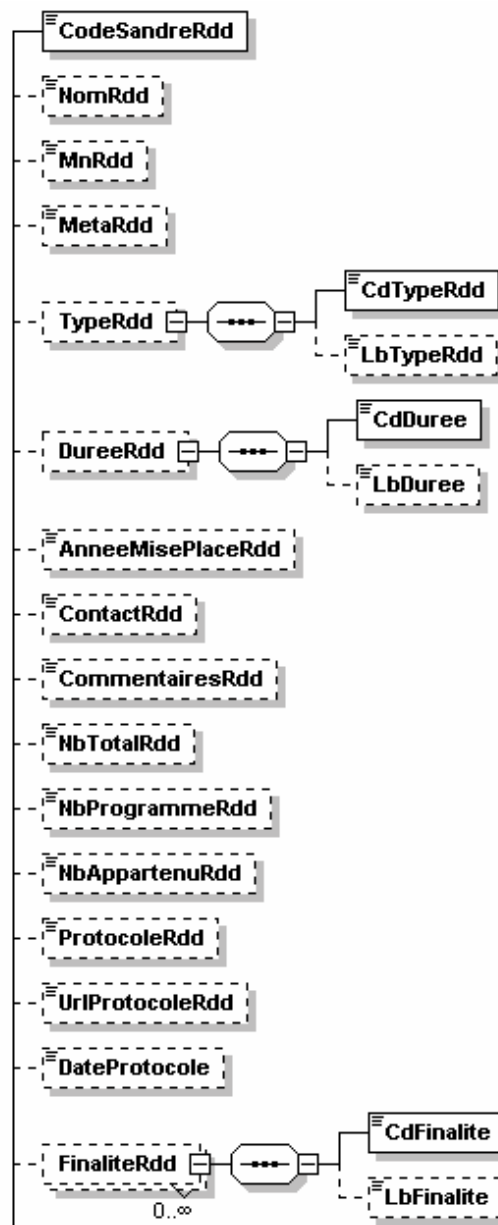 CodeSandreRdd
NomRdd
MnRdd
MetaRdd
CdTypeRdd
TypeRdd
LbTypeRdd
CdDuree
DureeRdd
LbDuree
AnneeMisePlaceRdd
ContactRdd
CommentairesRdd
NbTotalRdd
NbProgrammeRdd
NbAppartenuRdd
ProtocoleRdd
UrlProtocoleRdd
DateProtocole
CdFinalite
FinaliteRdd
LbFinalite
0..∞